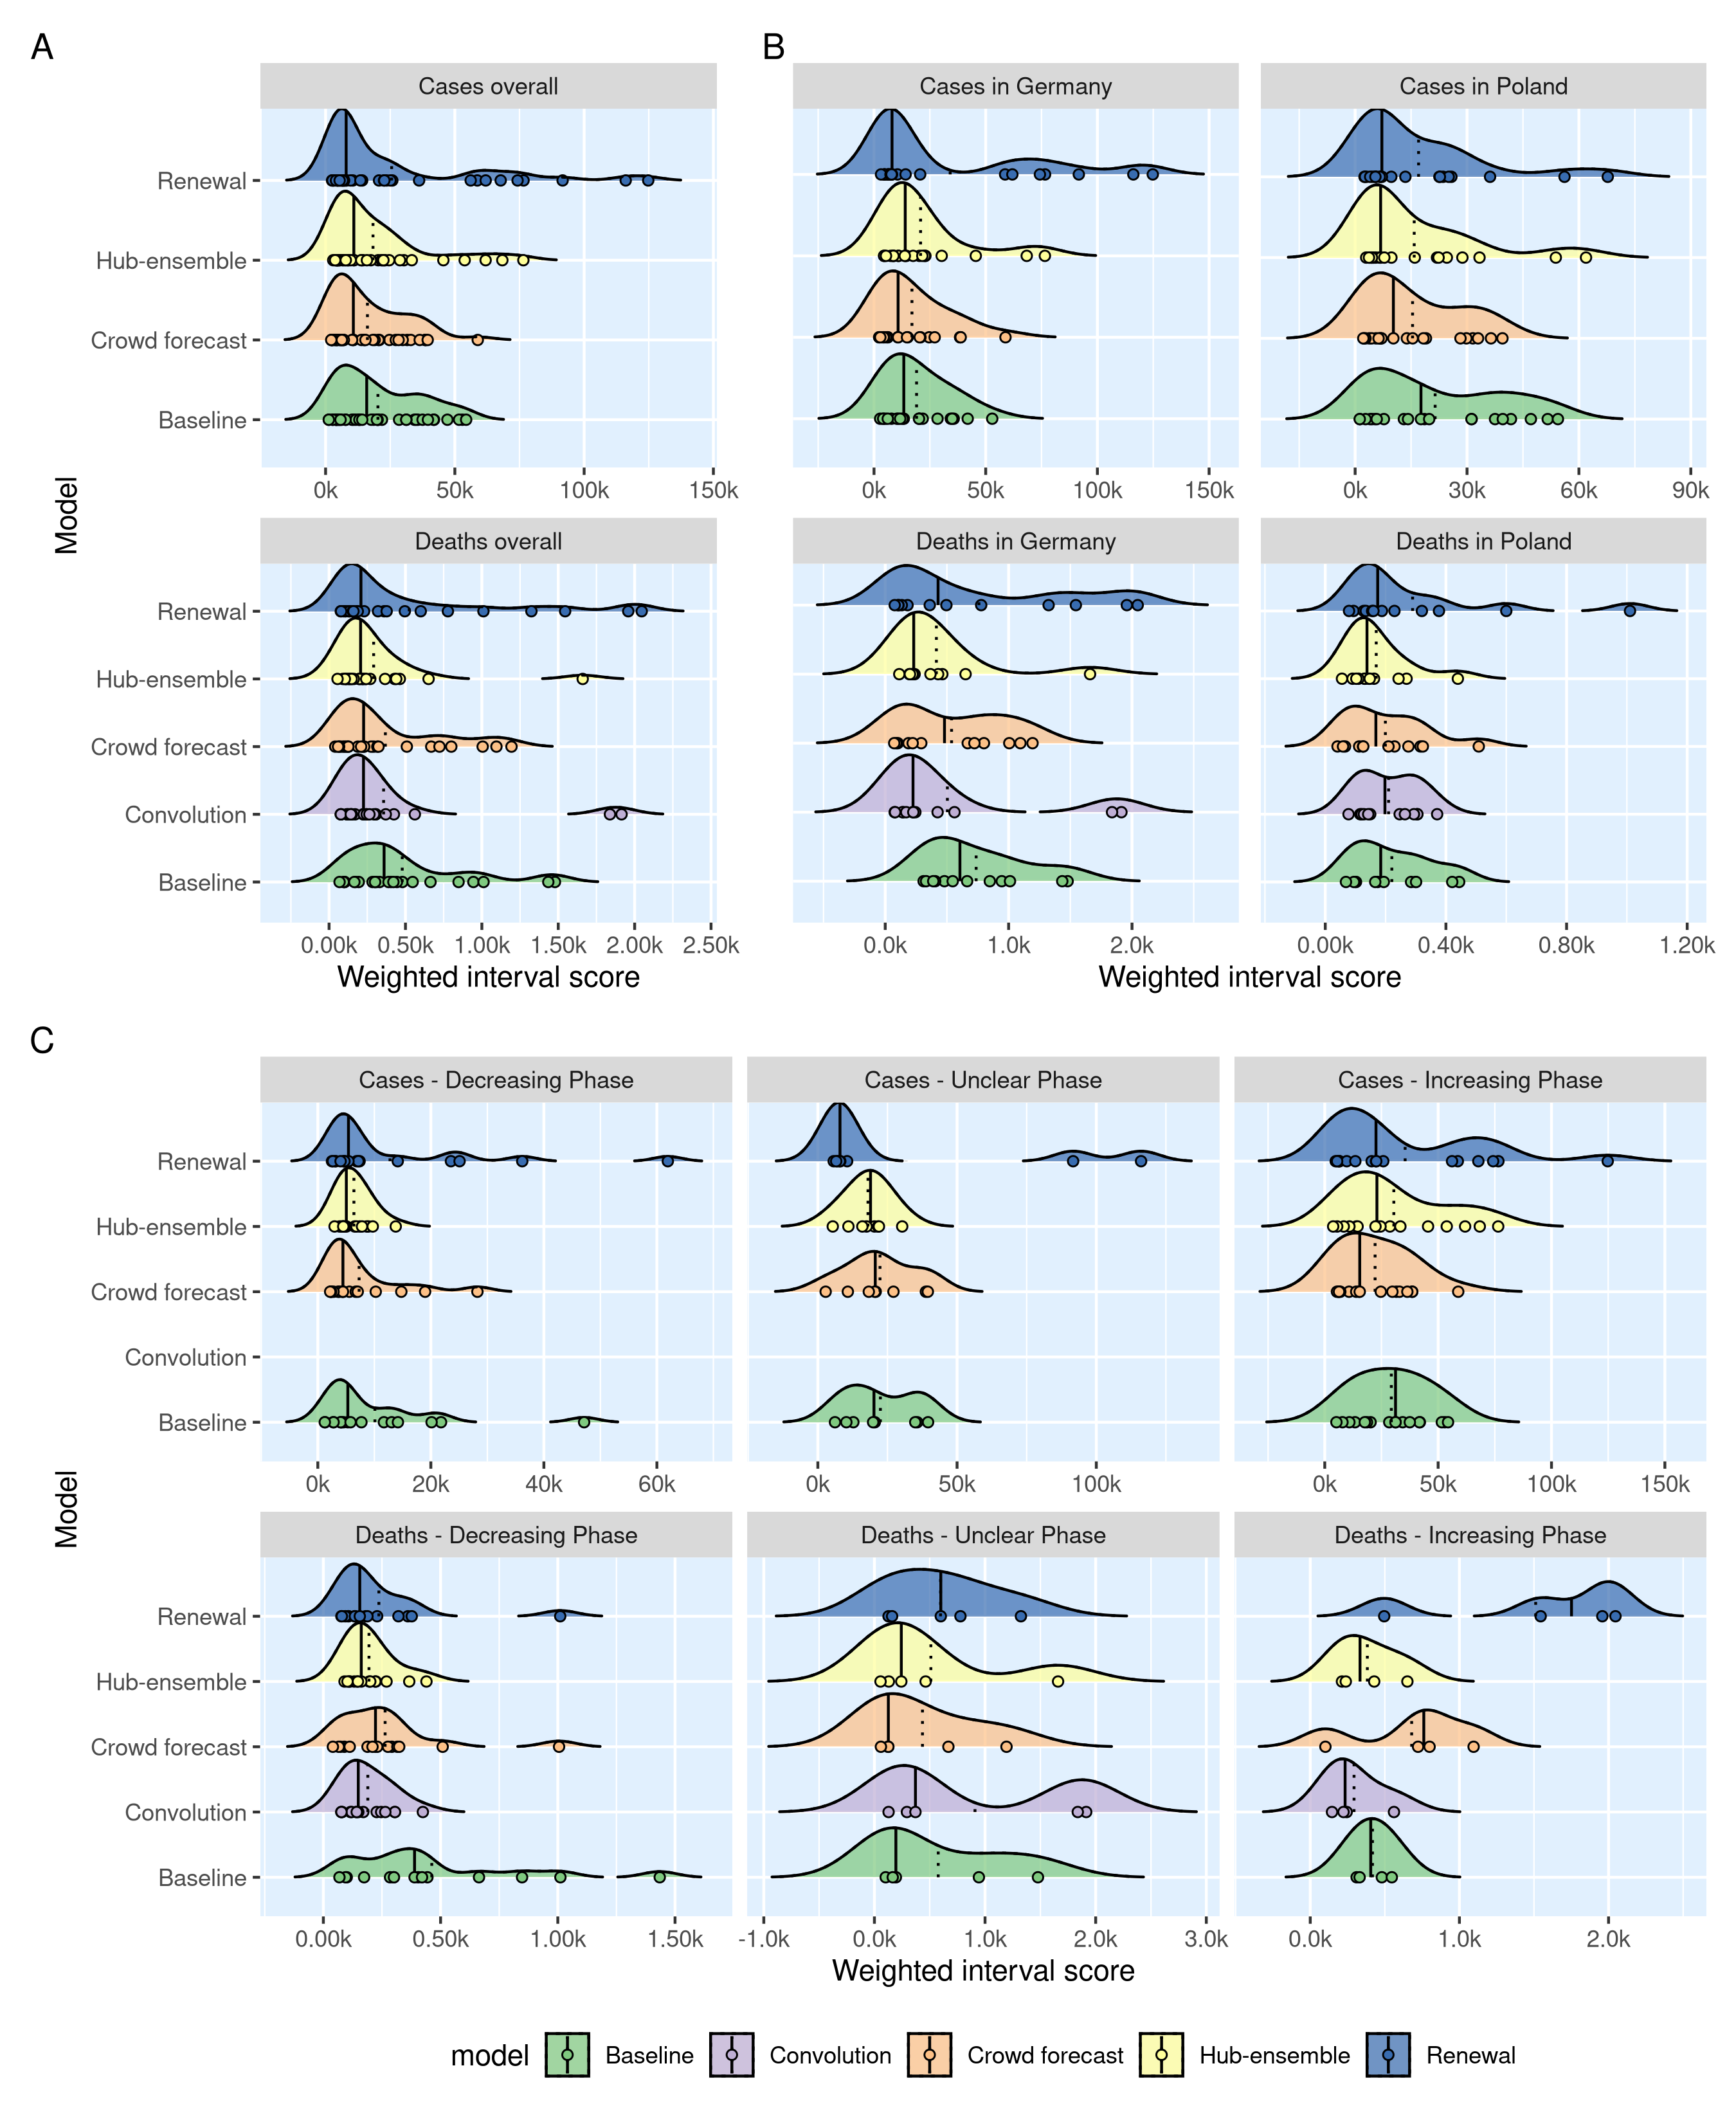 A
B
Cases overall
Cases in Germany
Cases in Poland
Renewal
Hub-ensemble
Crowd forecast
Baseline
0k 50k 100k 150k
0k 50k 100k 150k
0k 30k 60k 90k
Model
Deaths overall
Deaths in Germany
Deaths in Poland
Renewal
Hub-ensemble
Crowd forecast
Convolution
Baseline
0.00k 0.50k 1.00k 1.50k 2.00k 2.50k
0.0k 1.0k 2.0k
0.00k 0.40k 0.80k 1.20k
Weighted interval score
Weighted interval score
C
Cases - Decreasing Phase
Cases - Unclear Phase
Cases - Increasing Phase
Renewal
Hub-ensemble
Crowd forecast
Convolution
Baseline
0k 20k 40k 60k
0k 50k 100k
0k 50k 100k 150k
Model
Deaths - Decreasing Phase
Deaths - Unclear Phase
Deaths - Increasing Phase
Renewal
Hub-ensemble
Crowd forecast
Convolution
Baseline
0.00k 0.50k 1.00k 1.50k
-1.0k 0.0k 1.0k 2.0k 3.0k
0.0k 1.0k 2.0k
Weighted interval score
model Baseline Convolution Crowd forecast Hub-ensemble Renewal